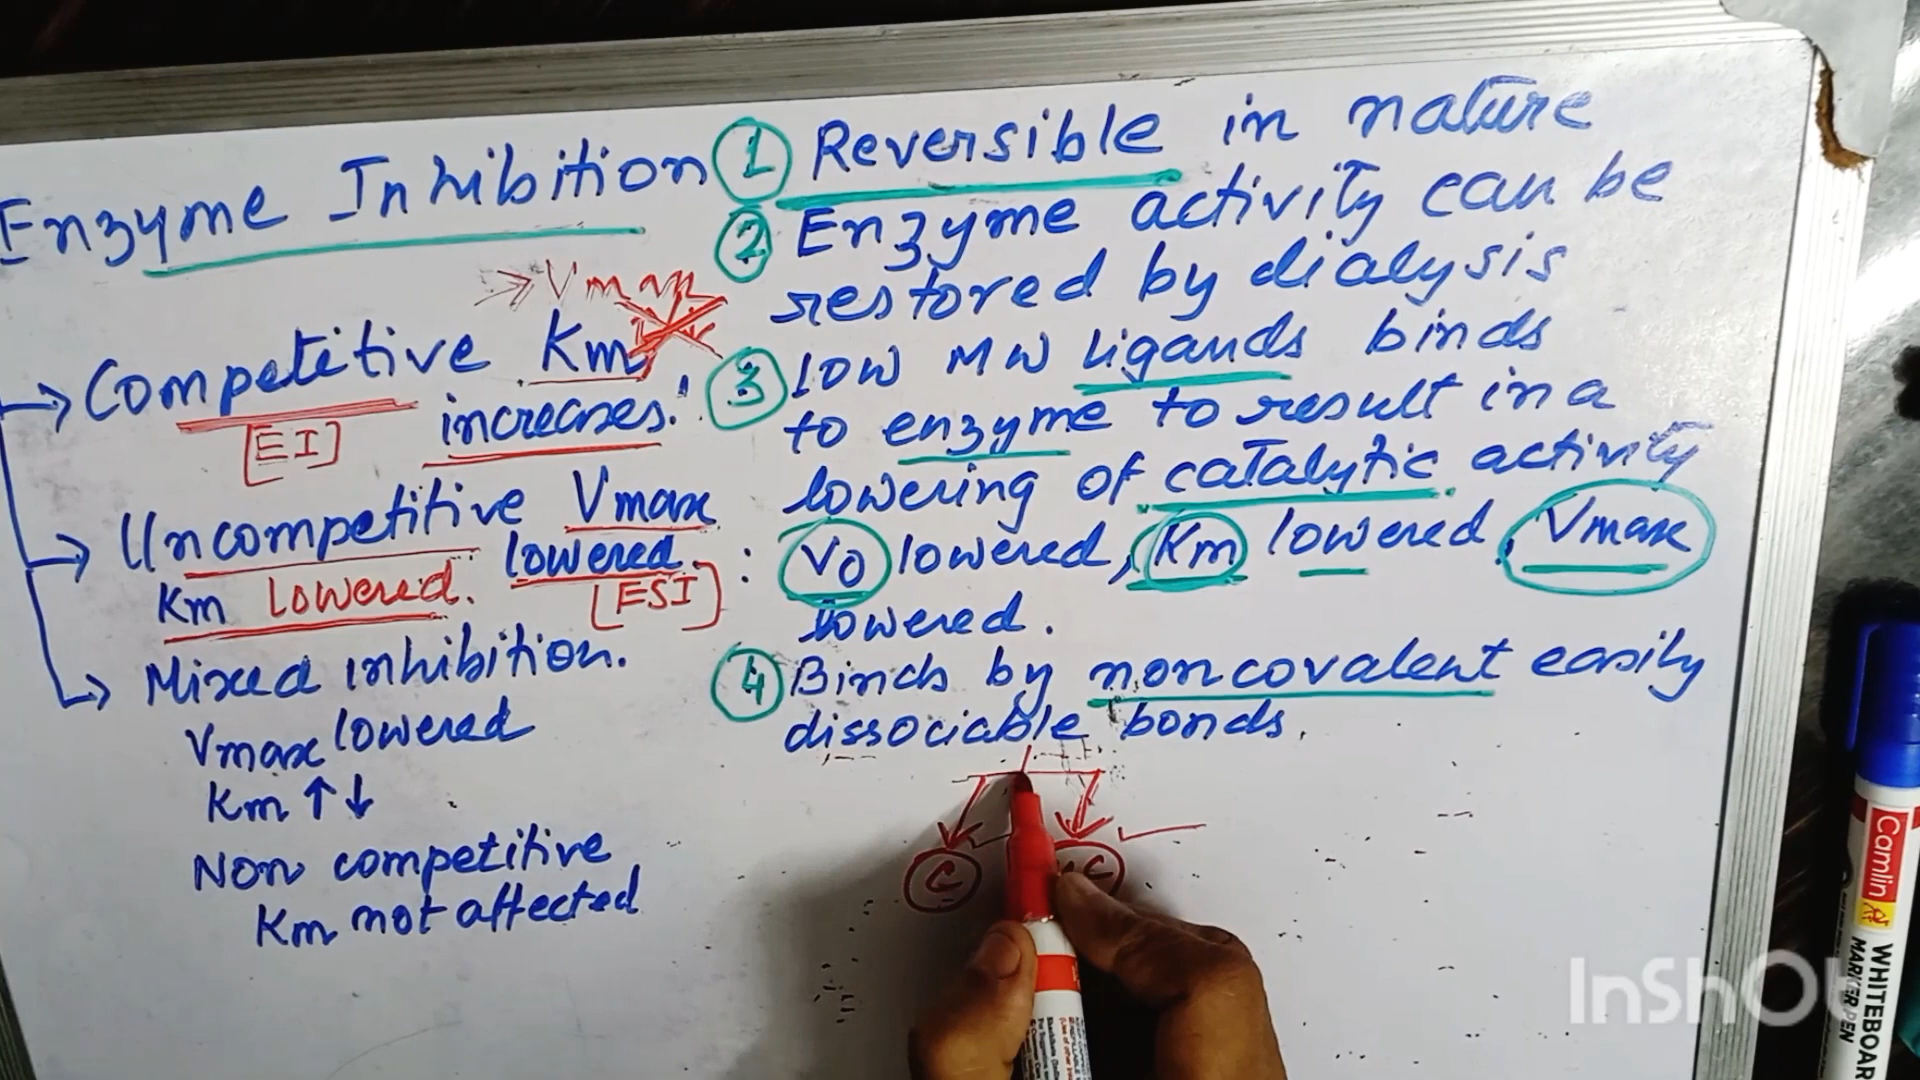 Enzyme Inhibition
→ Vmax
→ Competitive Km
[EI] increases.
→ Uncompetitive Vmax
Km lowered. lowered.
[ESI]
→ Mixed inhibition.
Vmax lowered
Km ↑ ↓
Non competitive
Km not affected
① Reversible in nature
② Enzyme activity can be
restored by dialysis
③ low MW ligands binds
to enzyme to result in a
lowering of catalytic activity
: Vo lowered, Km lowered, Vmax
lowered.
④ Binds by noncovalent easily
dissociable bonds.
C
Camlin
WHITEBOAR
MARKER PEN
InShO